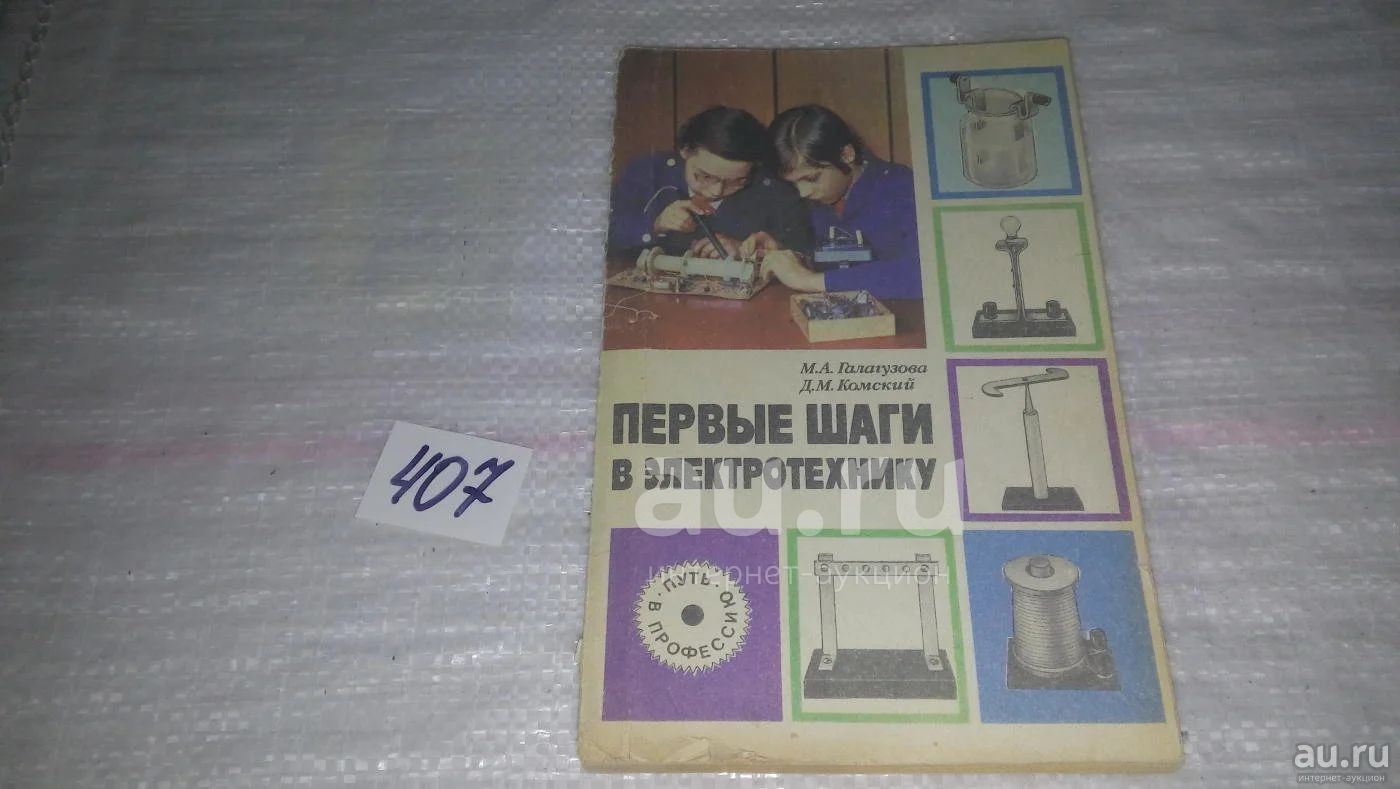 М.А. Галагузова
Д.М. Комский
ПЕРВЫЕ ШАГИ
В ЭЛЕКТРОТЕХНИКУ
407
au.ru
интернет-аукцион
· ПУТЬ · В ПРОФЕССИЮ
au.ru
интернет-аукцион